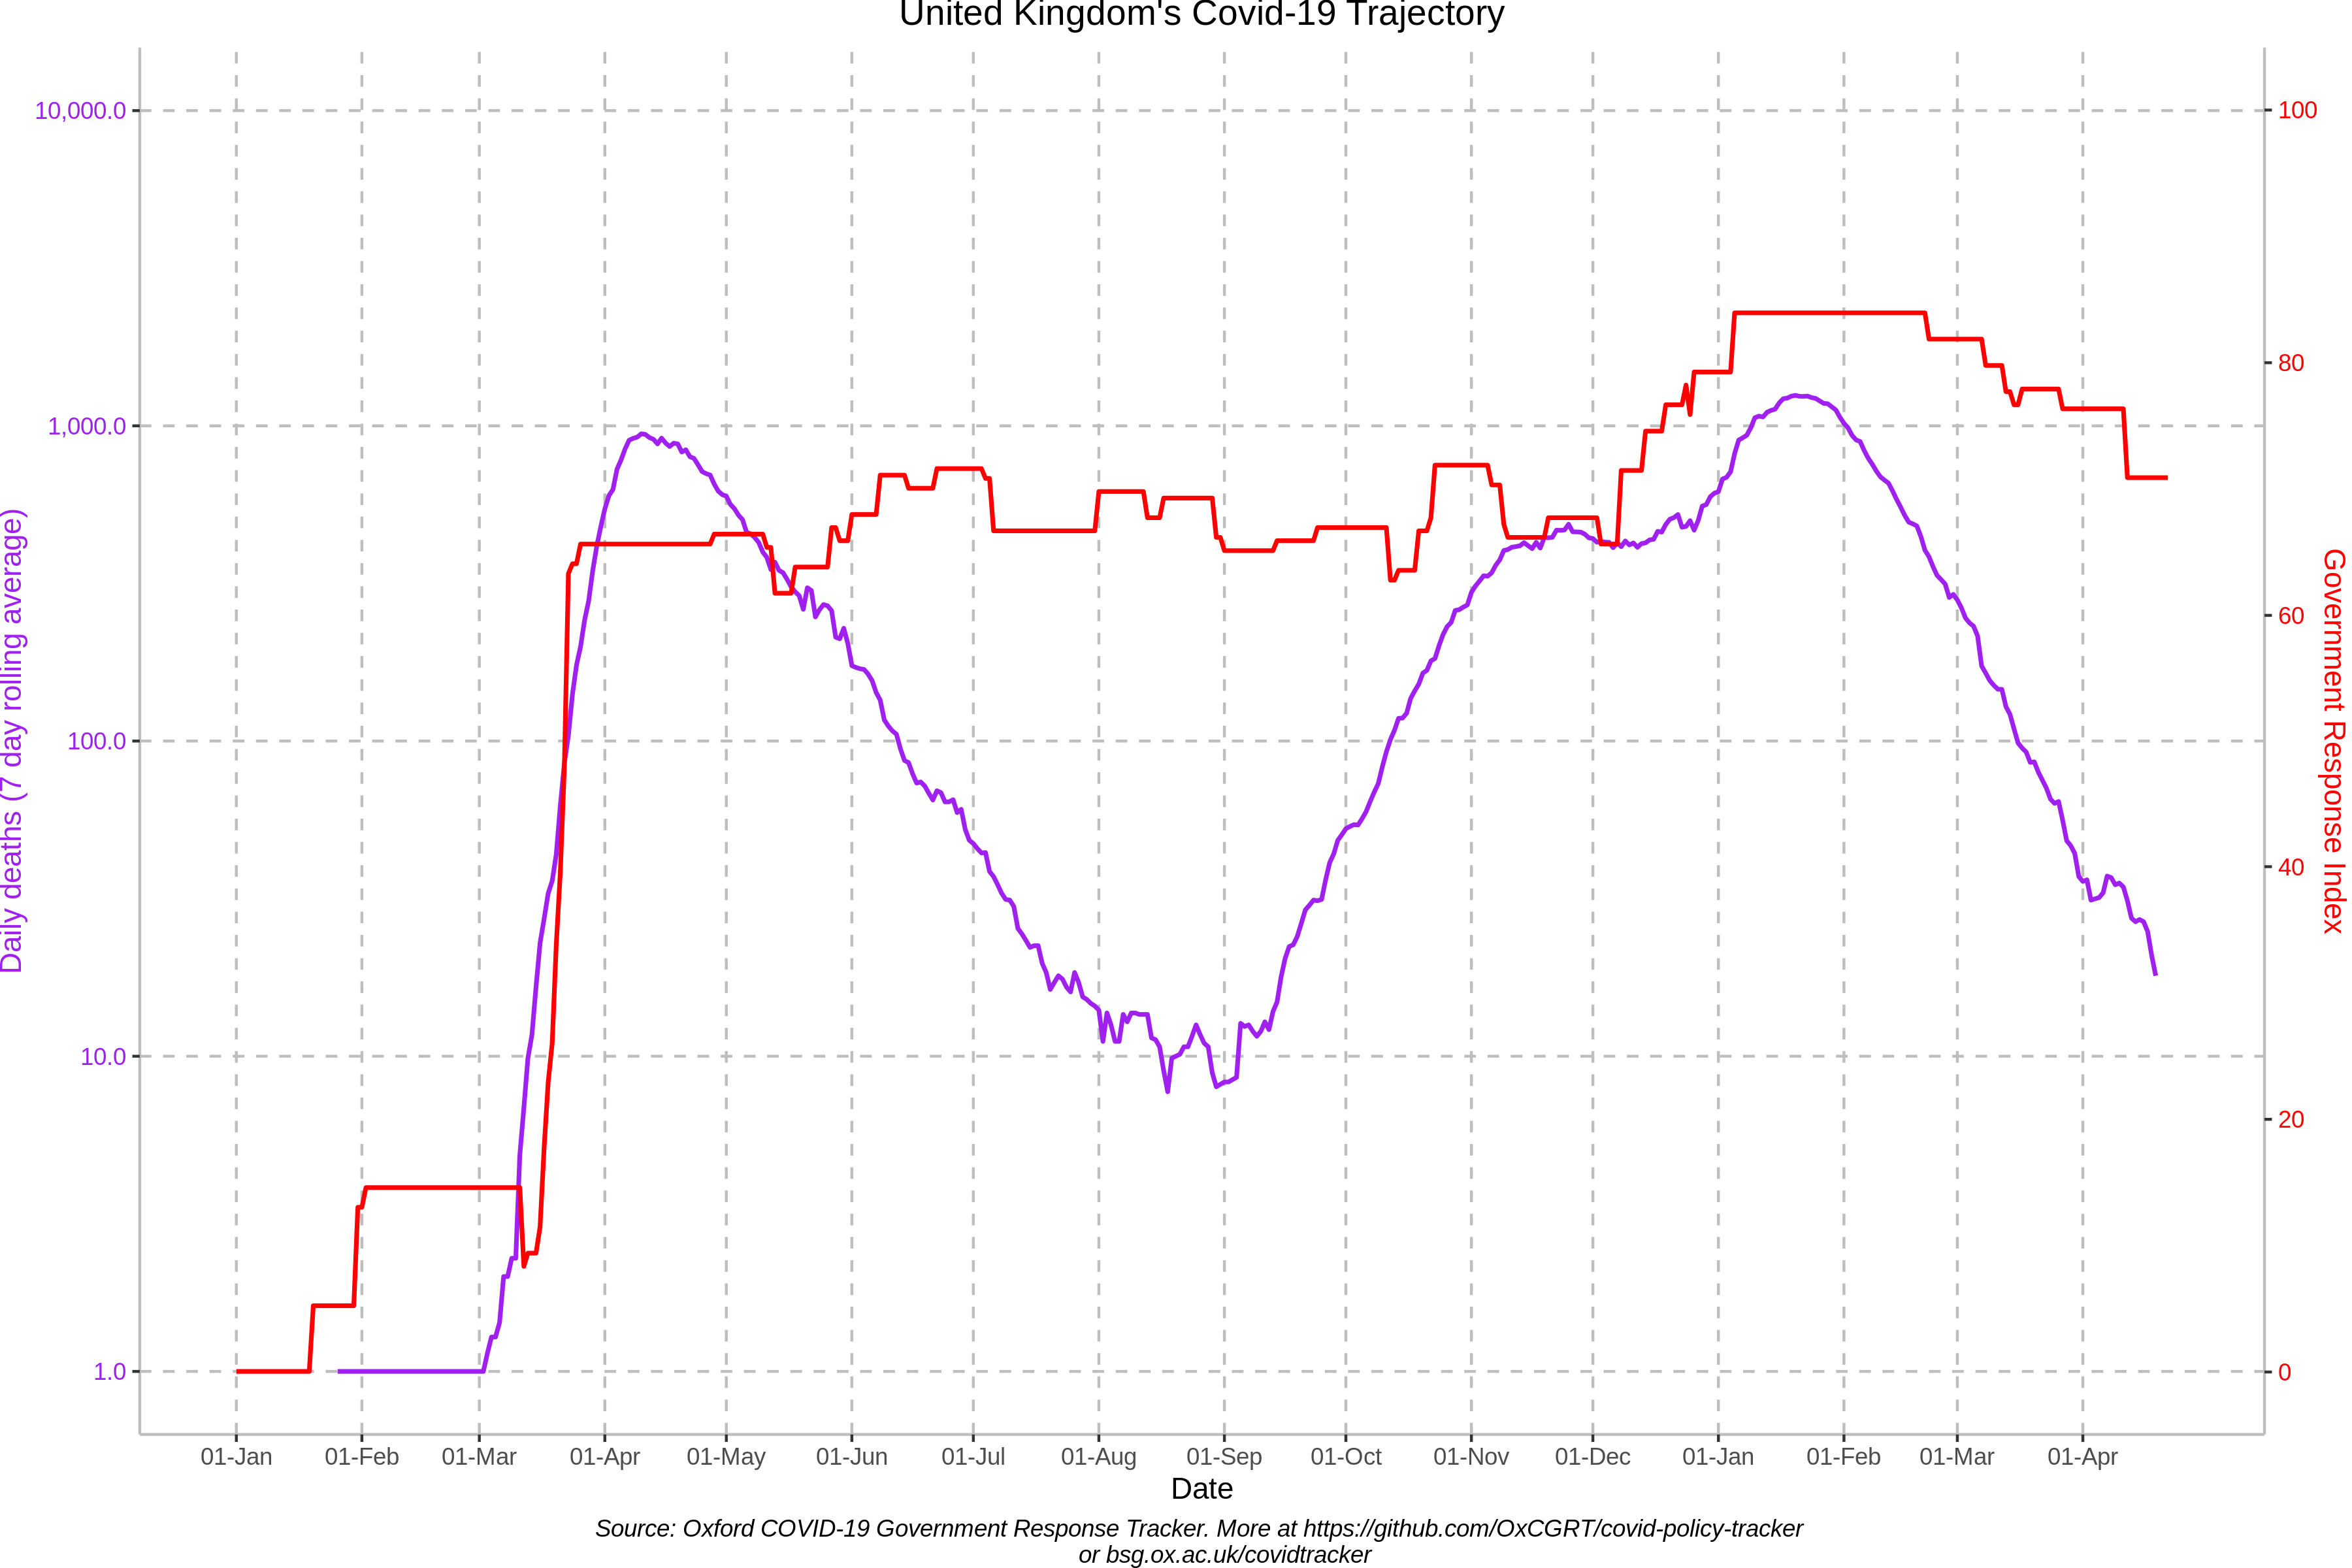 United Kingdom's Covid-19 Trajectory
10,000.0
1,000.0
100.0
10.0
1.0
Daily deaths (7 day rolling average)
100
80
60
40
20
0
Government Response Index
01-Jan 01-Feb 01-Mar 01-Apr 01-May 01-Jun 01-Jul 01-Aug 01-Sep 01-Oct 01-Nov 01-Dec 01-Jan 01-Feb 01-Mar 01-Apr
Date
Source: Oxford COVID-19 Government Response Tracker. More at https://github.com/OxCGRT/covid-policy-tracker
or bsg.ox.ac.uk/covidtracker